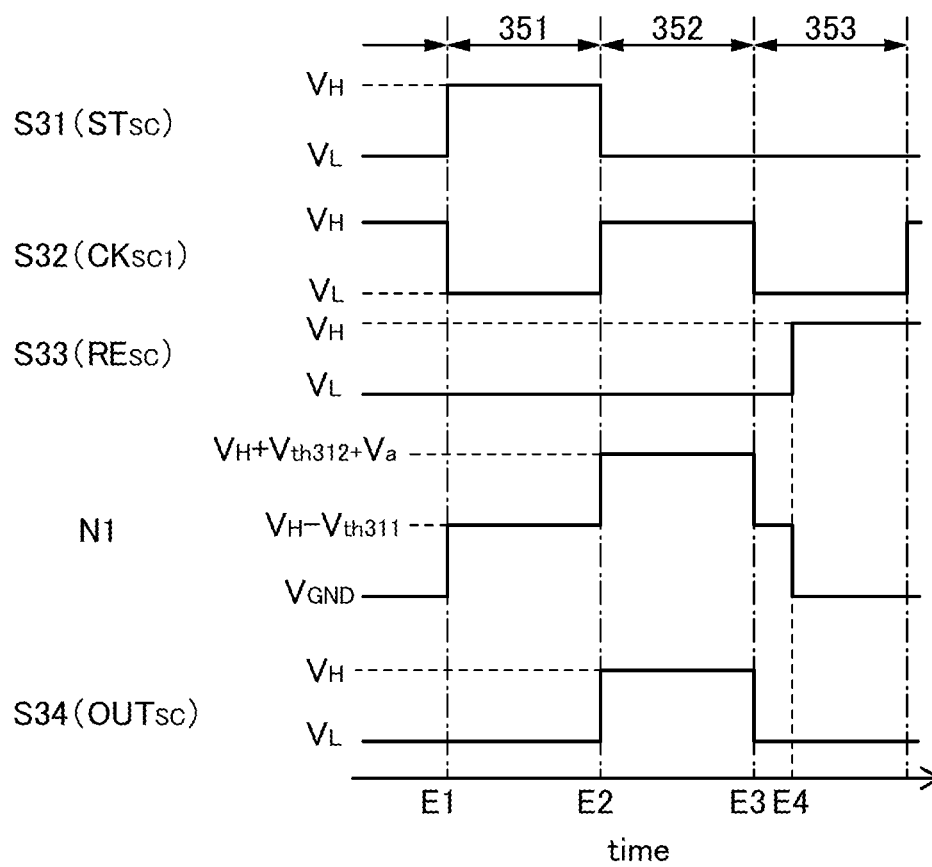 351 352 353
VH
S31(STSC)
VL
VH
S32(CKSC1)
VL
VH
S33(RESC)
VL
VH+Vth312+Va
N1
VH-Vth311
VGND
VH
S34(OUTSC)
VL
E1 E2 E3 E4
time